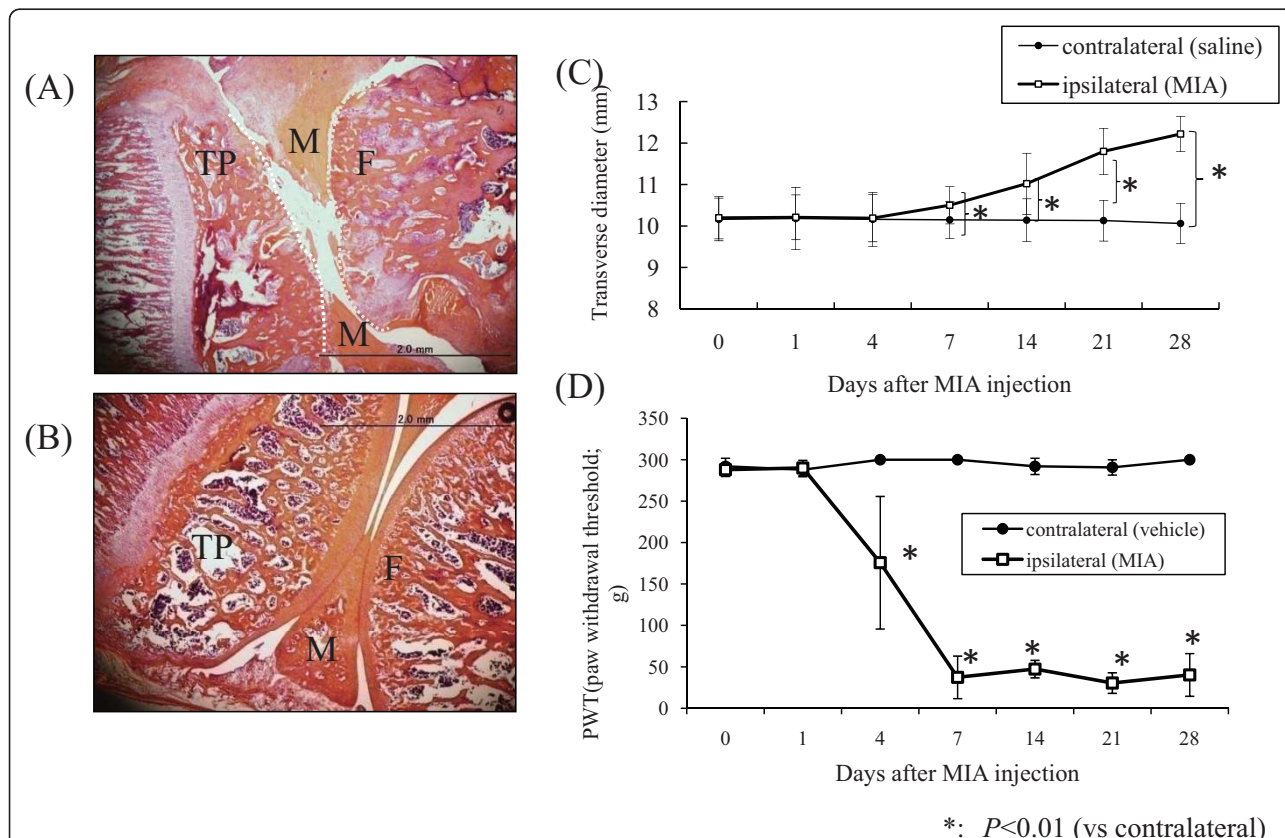 (A)
TP
M
F
M
2.0 mm
(B)
2.0 mm
TP
F
M
(C)
contralateral (saline)
ipsilateral (MIA)
Transverse diameter (mm)
13
12
11
10
9
8
*
*
*
*
0 1 4 7 14 21 28
Days after MIA injection
(D)
PWT(paw withdrawal threshold;
g)
350
300
250
200
150
100
50
0
contralateral (vehicle)
ipsilateral (MIA)
*
*
*
*
*
0 1 4 7 14 21 28
Days after MIA injection
*: P<0.01 (vs contralateral)